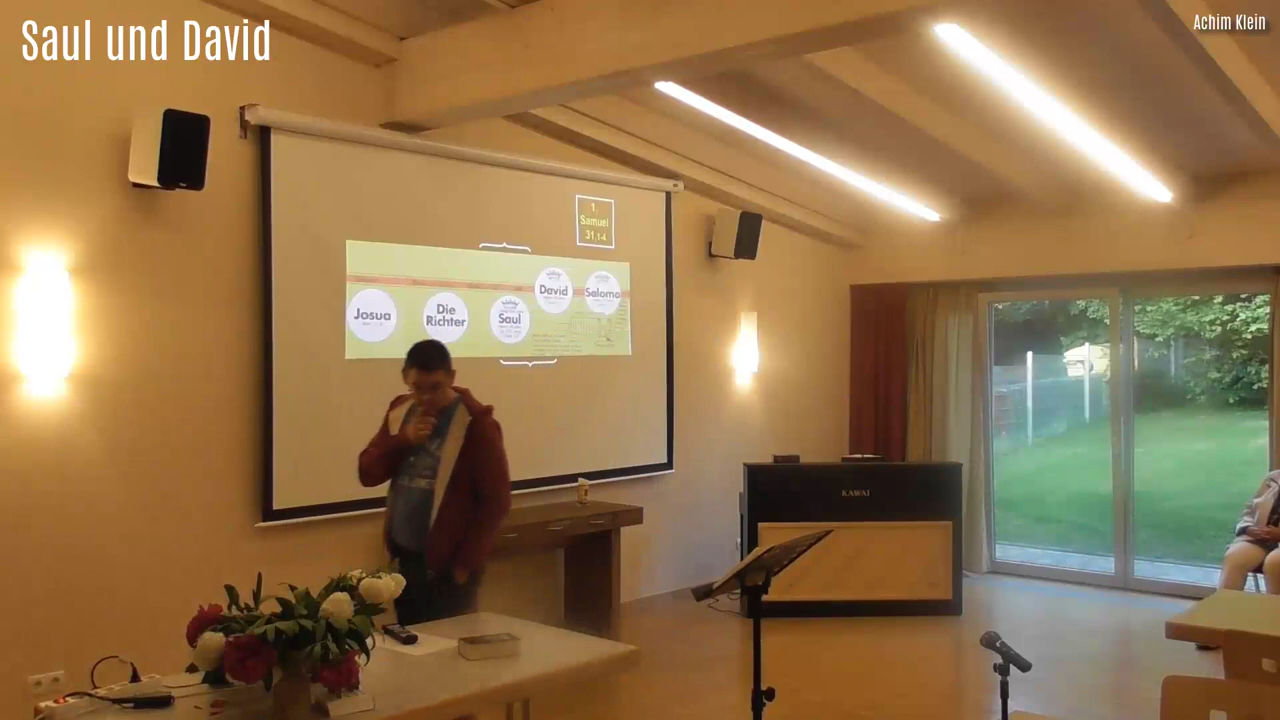 Saul und David
Achim Klein
1.
Samuel
31,1-4
Josua
Die
Richter
Saul
David
Salomo
KAWAI